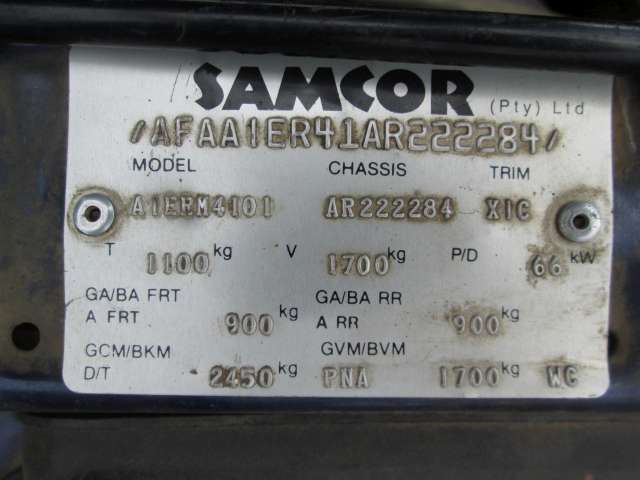 SAMCOR (Pty) Ltd
/AFAA1ER41AR222284/
MODEL CHASSIS TRIM
A1ERM4101 AR222284 XIC
T 1100 kg V 1700 kg P/D 66 kW
GA/BA FRT GA/BA RR
A FRT 900 kg A RR 900 kg
GCM/BKM GVM/BVM
D/T 2450 kg PNA 1700 kg WC